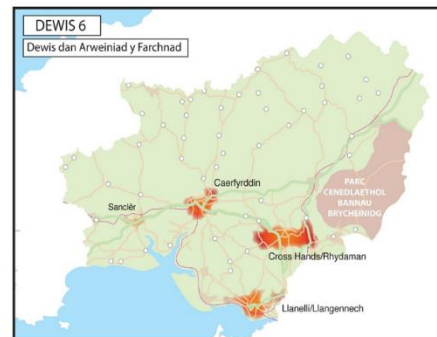 DEWIS 6
Dewis dan Arweiniad y Farchnad
Caerfyrddin
Sanclêr
PARC
CENEDLAETHOL
BANNAU
BRYCHEINIOG
Cross Hands/Rhydaman
Llanelli/Llangennech